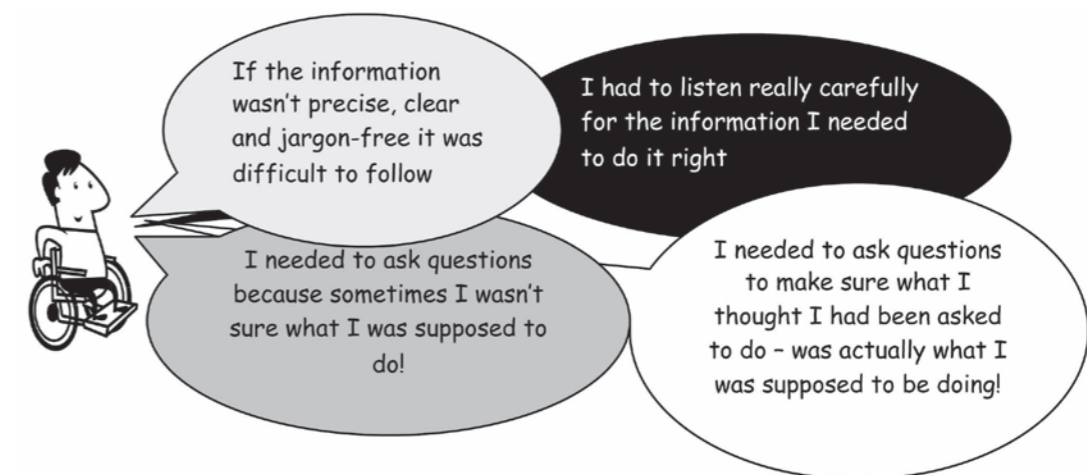 If the information
wasn't precise, clear
and jargon-free it was
difficult to follow
I had to listen really carefully
for the information I needed
to do it right
I needed to ask questions
because sometimes I wasn't
sure what I was supposed to
do!
I needed to ask questions
to make sure what I
thought I had been asked
to do – was actually what I
was supposed to be doing!